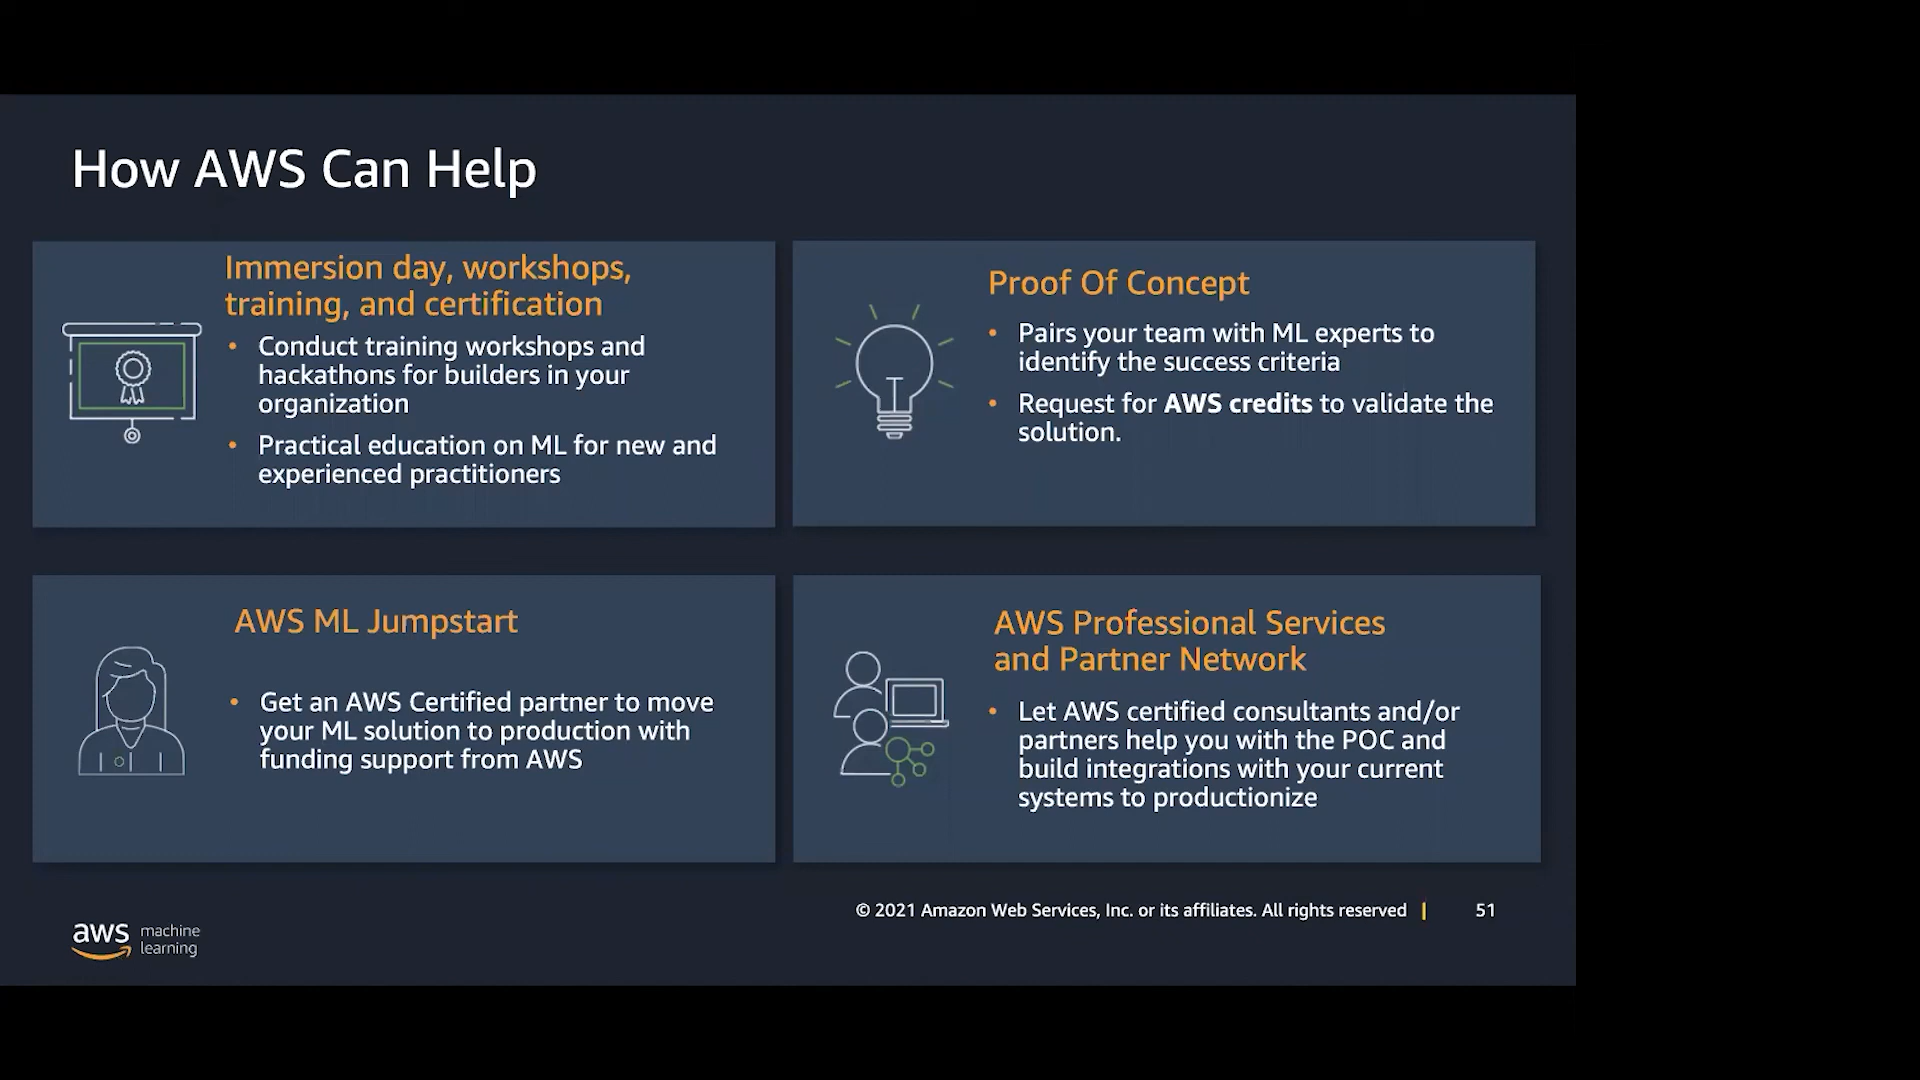 How AWS Can Help
Immersion day, workshops,
training, and certification
• Conduct training workshops and
hackathons for builders in your
organization
• Practical education on ML for new and
experienced practitioners
Proof Of Concept
• Pairs your team with ML experts to
identify the success criteria
• Request for AWS credits to validate the
solution.
AWS ML Jumpstart
• Get an AWS Certified partner to move
your ML solution to production with
funding support from AWS
AWS Professional Services
and Partner Network
• Let AWS certified consultants and/or
partners help you with the POC and
build integrations with your current
systems to productionize
© 2021 Amazon Web Services, Inc. or its affiliates. All rights reserved | 51
aws machine
learning